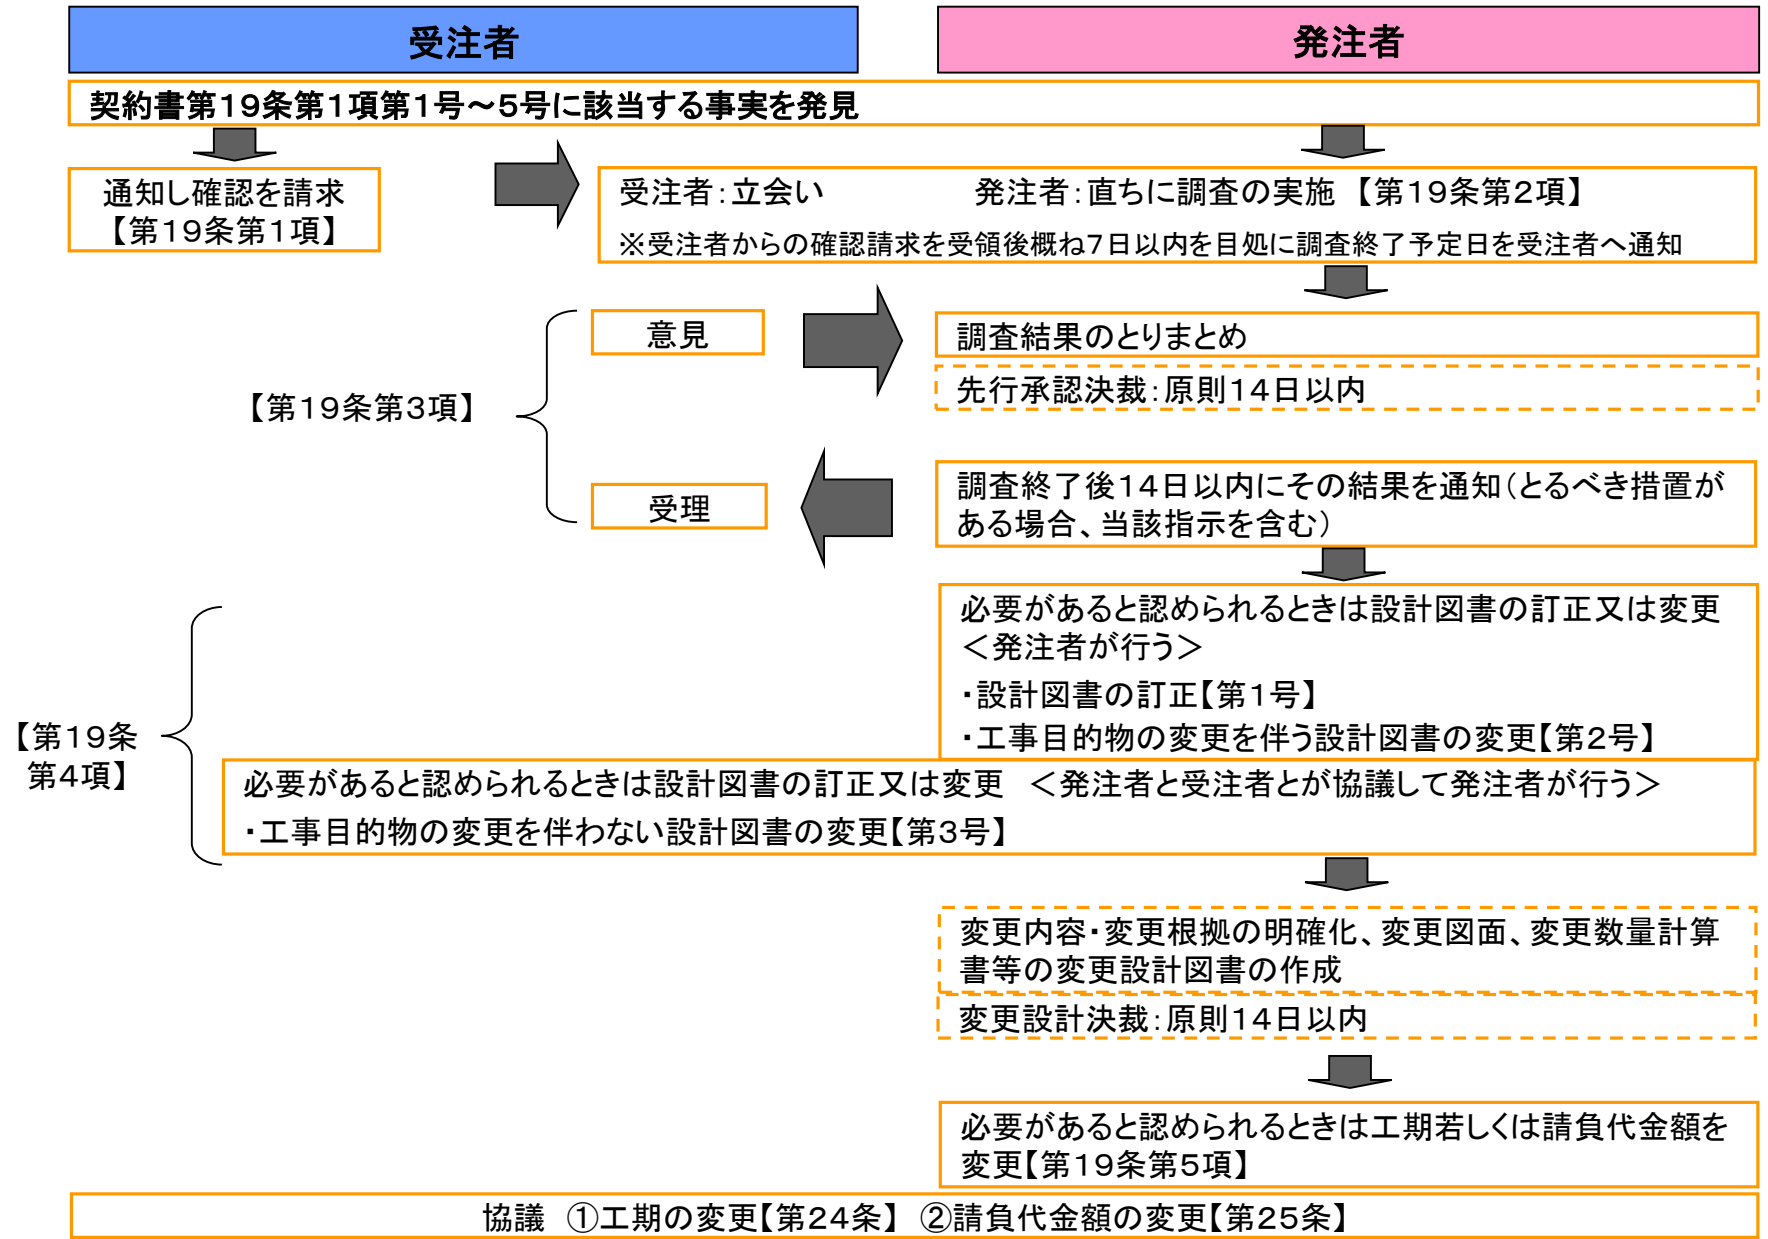 受注者
発注者
契約書第19条第1項第1号～5号に該当する事実を発見
通知し確認を請求
【第19条第1項】
受注者：立会い　発注者：直ちに調査の実施【第19条第2項】
※受注者からの確認請求を受領後概ね7日以内を目処に調査終了予定日を受注者へ通知
意見
調査結果のとりまとめ
先行承認決裁：原則14日以内
【第19条第3項】
受理
調査終了後14日以内にその結果を通知（とるべき措置が
ある場合、当該指示を含む）
必要があると認められるときは設計図書の訂正又は変更
＜発注者が行う＞
・設計図書の訂正【第1号】
・工事目的物の変更を伴う設計図書の変更【第2号】
【第19条
第4項】
必要があると認められるときは設計図書の訂正又は変更　＜発注者と受注者とが協議して発注者が行う＞
・工事目的物の変更を伴わない設計図書の変更【第3号】
変更内容・変更根拠の明確化、変更図面、変更数量計算
書等の変更設計図書の作成
変更設計決裁：原則14日以内
必要があると認められるときは工期若しくは請負代金額を
変更【第19条第5項】
協議　①工期の変更【第24条】　②請負代金額の変更【第25条】